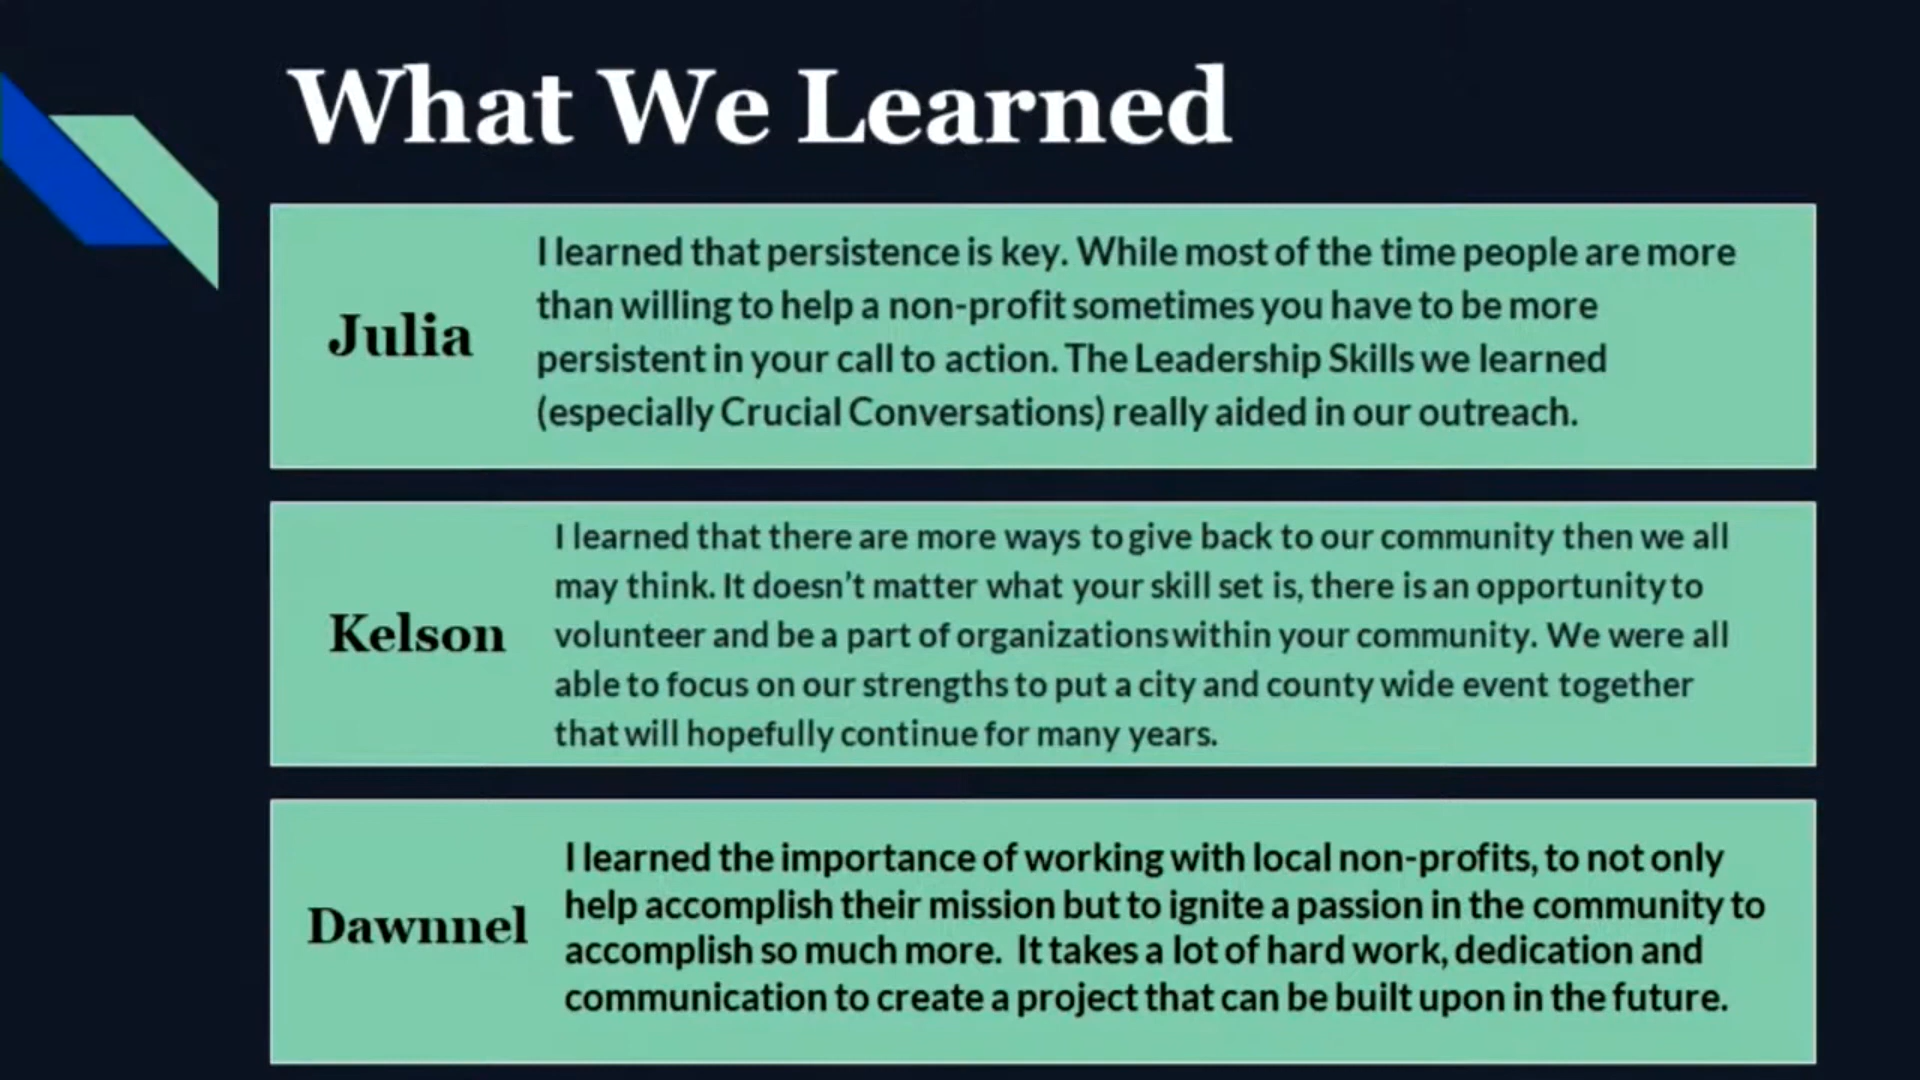 What We Learned
Julia
I learned that persistence is key. While most of the time people are more
than willing to help a non-profit sometimes you have to be more
persistent in your call to action. The Leadership Skills we learned
(especially Crucial Conversations) really aided in our outreach.
Kelson
I learned that there are more ways to give back to our community then we all
may think. It doesn’t matter what your skill set is, there is an opportunity to
volunteer and be a part of organizations within your community. We were all
able to focus on our strengths to put a city and county wide event together
that will hopefully continue for many years.
Dawnnel
I learned the importance of working with local non-profits, to not only
help accomplish their mission but to ignite a passion in the community to
accomplish so much more. It takes a lot of hard work, dedication and
communication to create a project that can be built upon in the future.